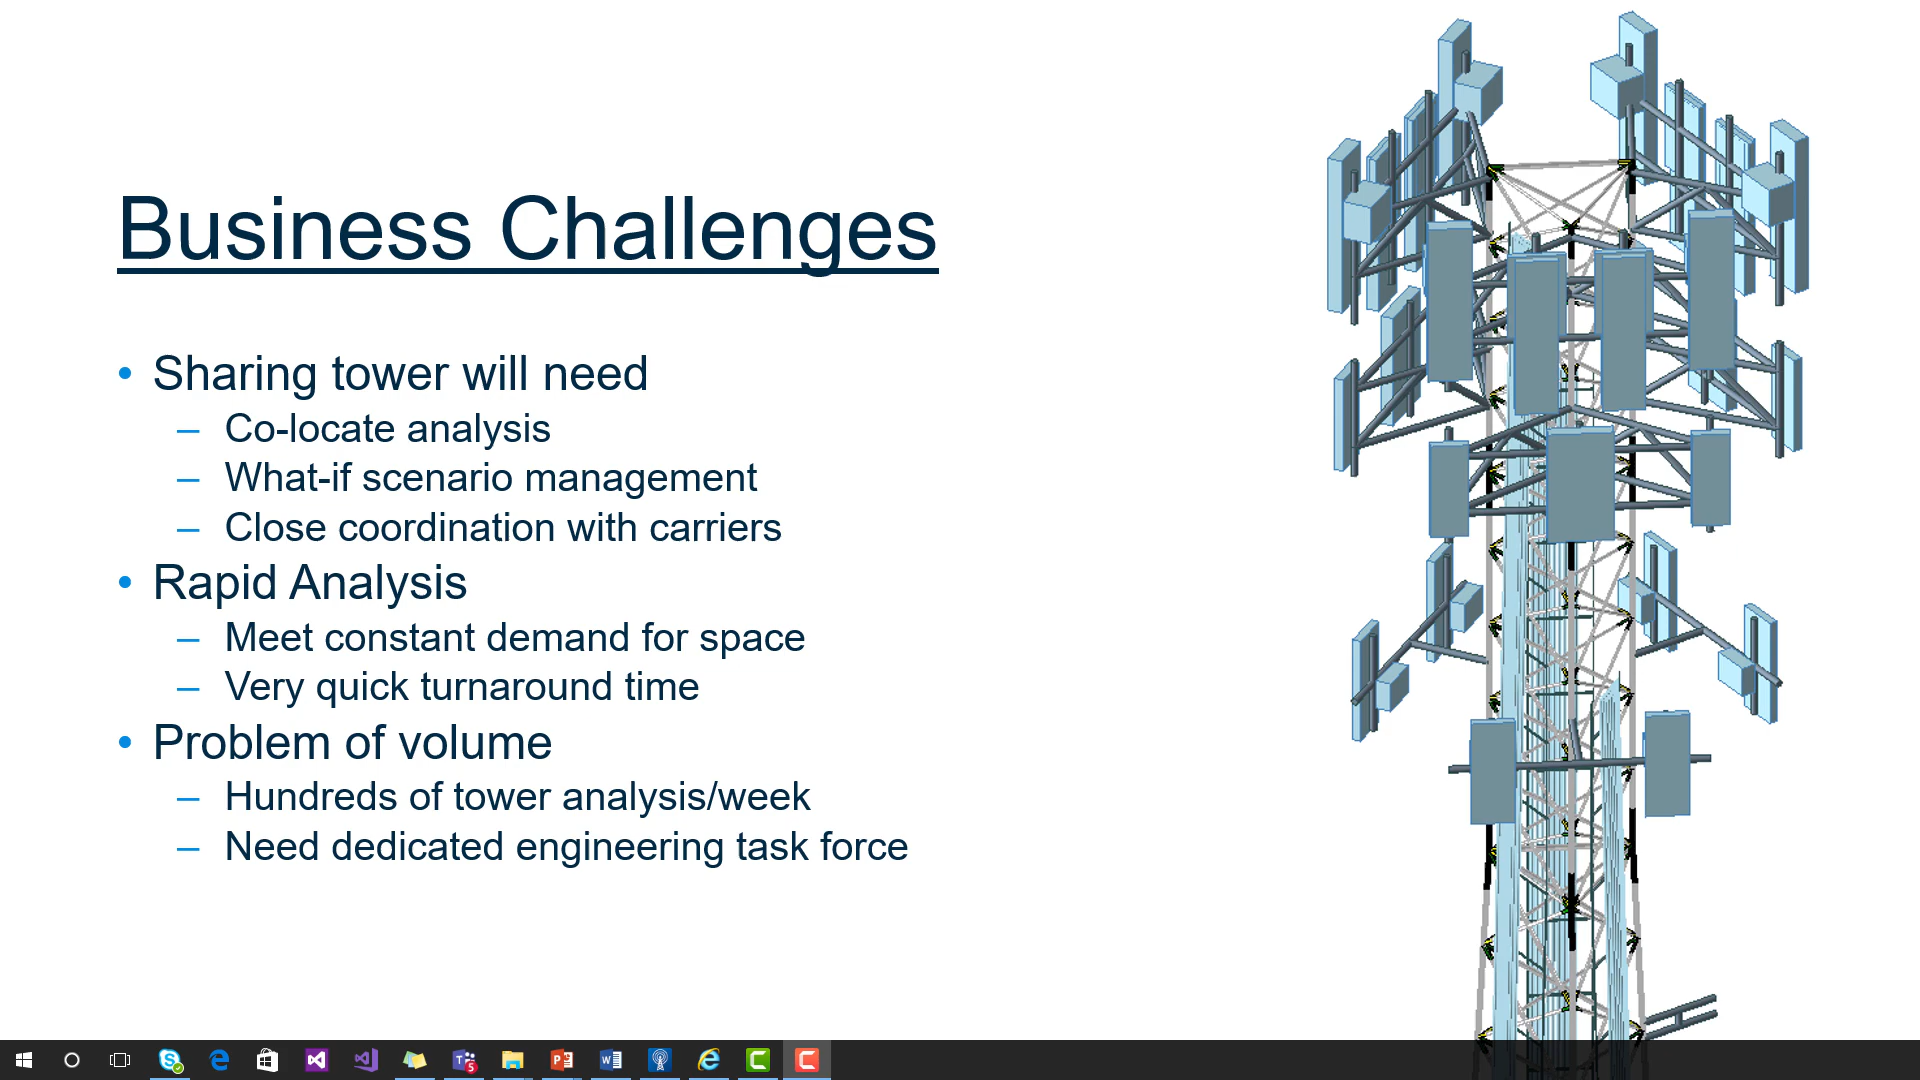 Business Challenges
• Sharing tower will need
– Co-locate analysis
– What-if scenario management
– Close coordination with carriers
• Rapid Analysis
– Meet constant demand for space
– Very quick turnaround time
• Problem of volume
– Hundreds of tower analysis/week
– Need dedicated engineering task force